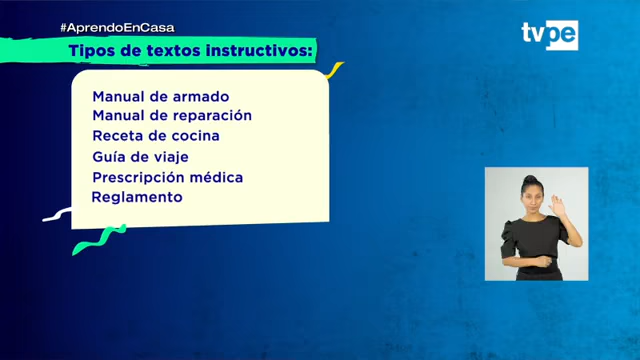 #AprendoEnCasa
Tipos de textos instructivos:
tvpe
Manual de armado
Manual de reparación
Receta de cocina
Guía de viaje
Prescripción médica
Reglamento